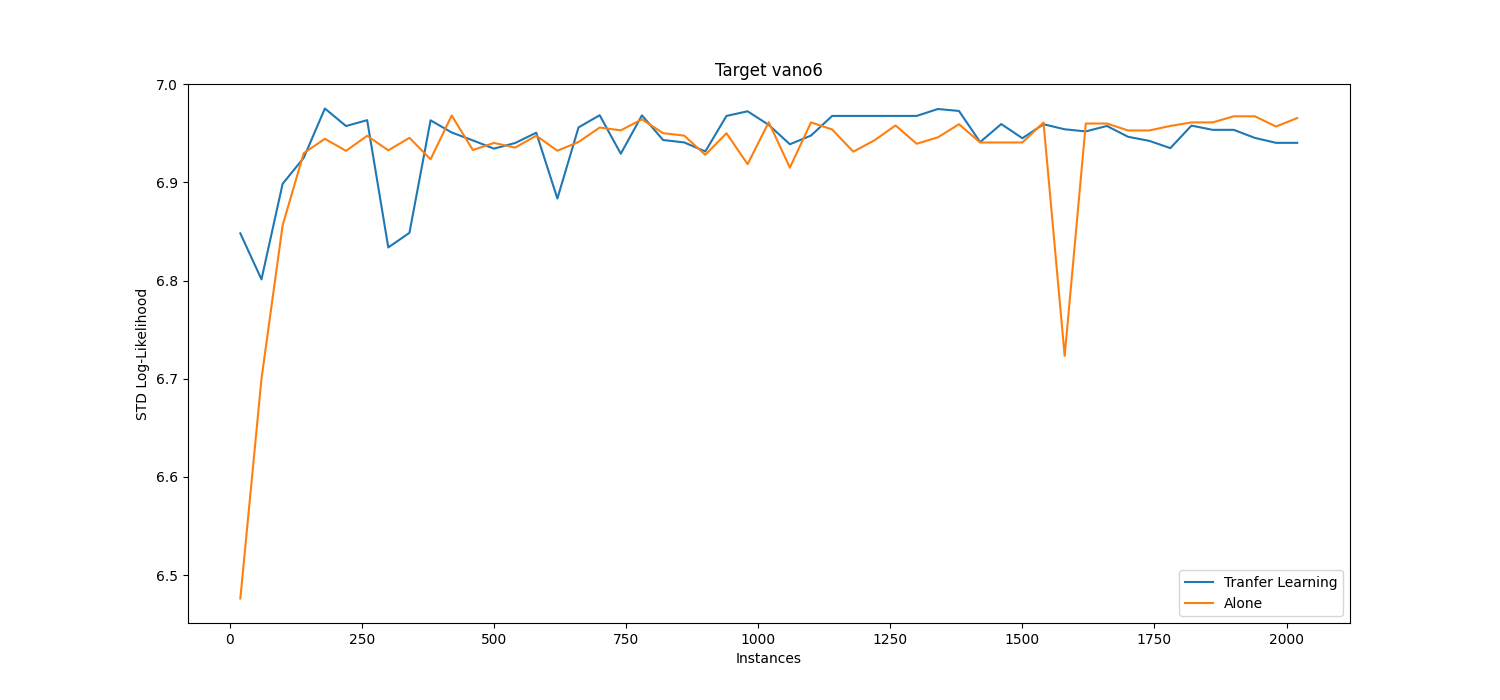 Target vano6
7.0
6.9
6.8
6.7
6.6
6.5
STD Log-Likelihood
0 250 500 750 1000 1250 1500 1750 2000
Instances
Tranfer Learning
Alone